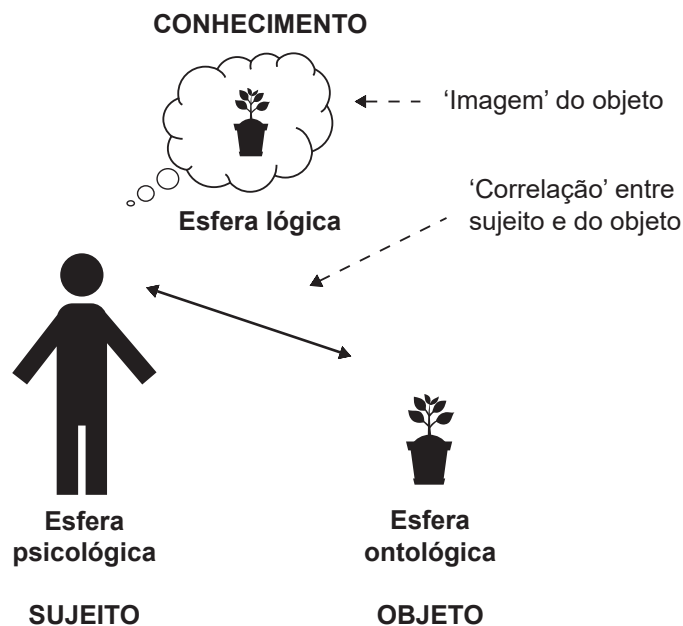 CONHECIMENTO
‘Imagem’ do objeto
‘Correlação’ entre
sujeito e do objeto
Esfera lógica
Esfera
psicológica
Esfera
ontológica
SUJEITO
OBJETO